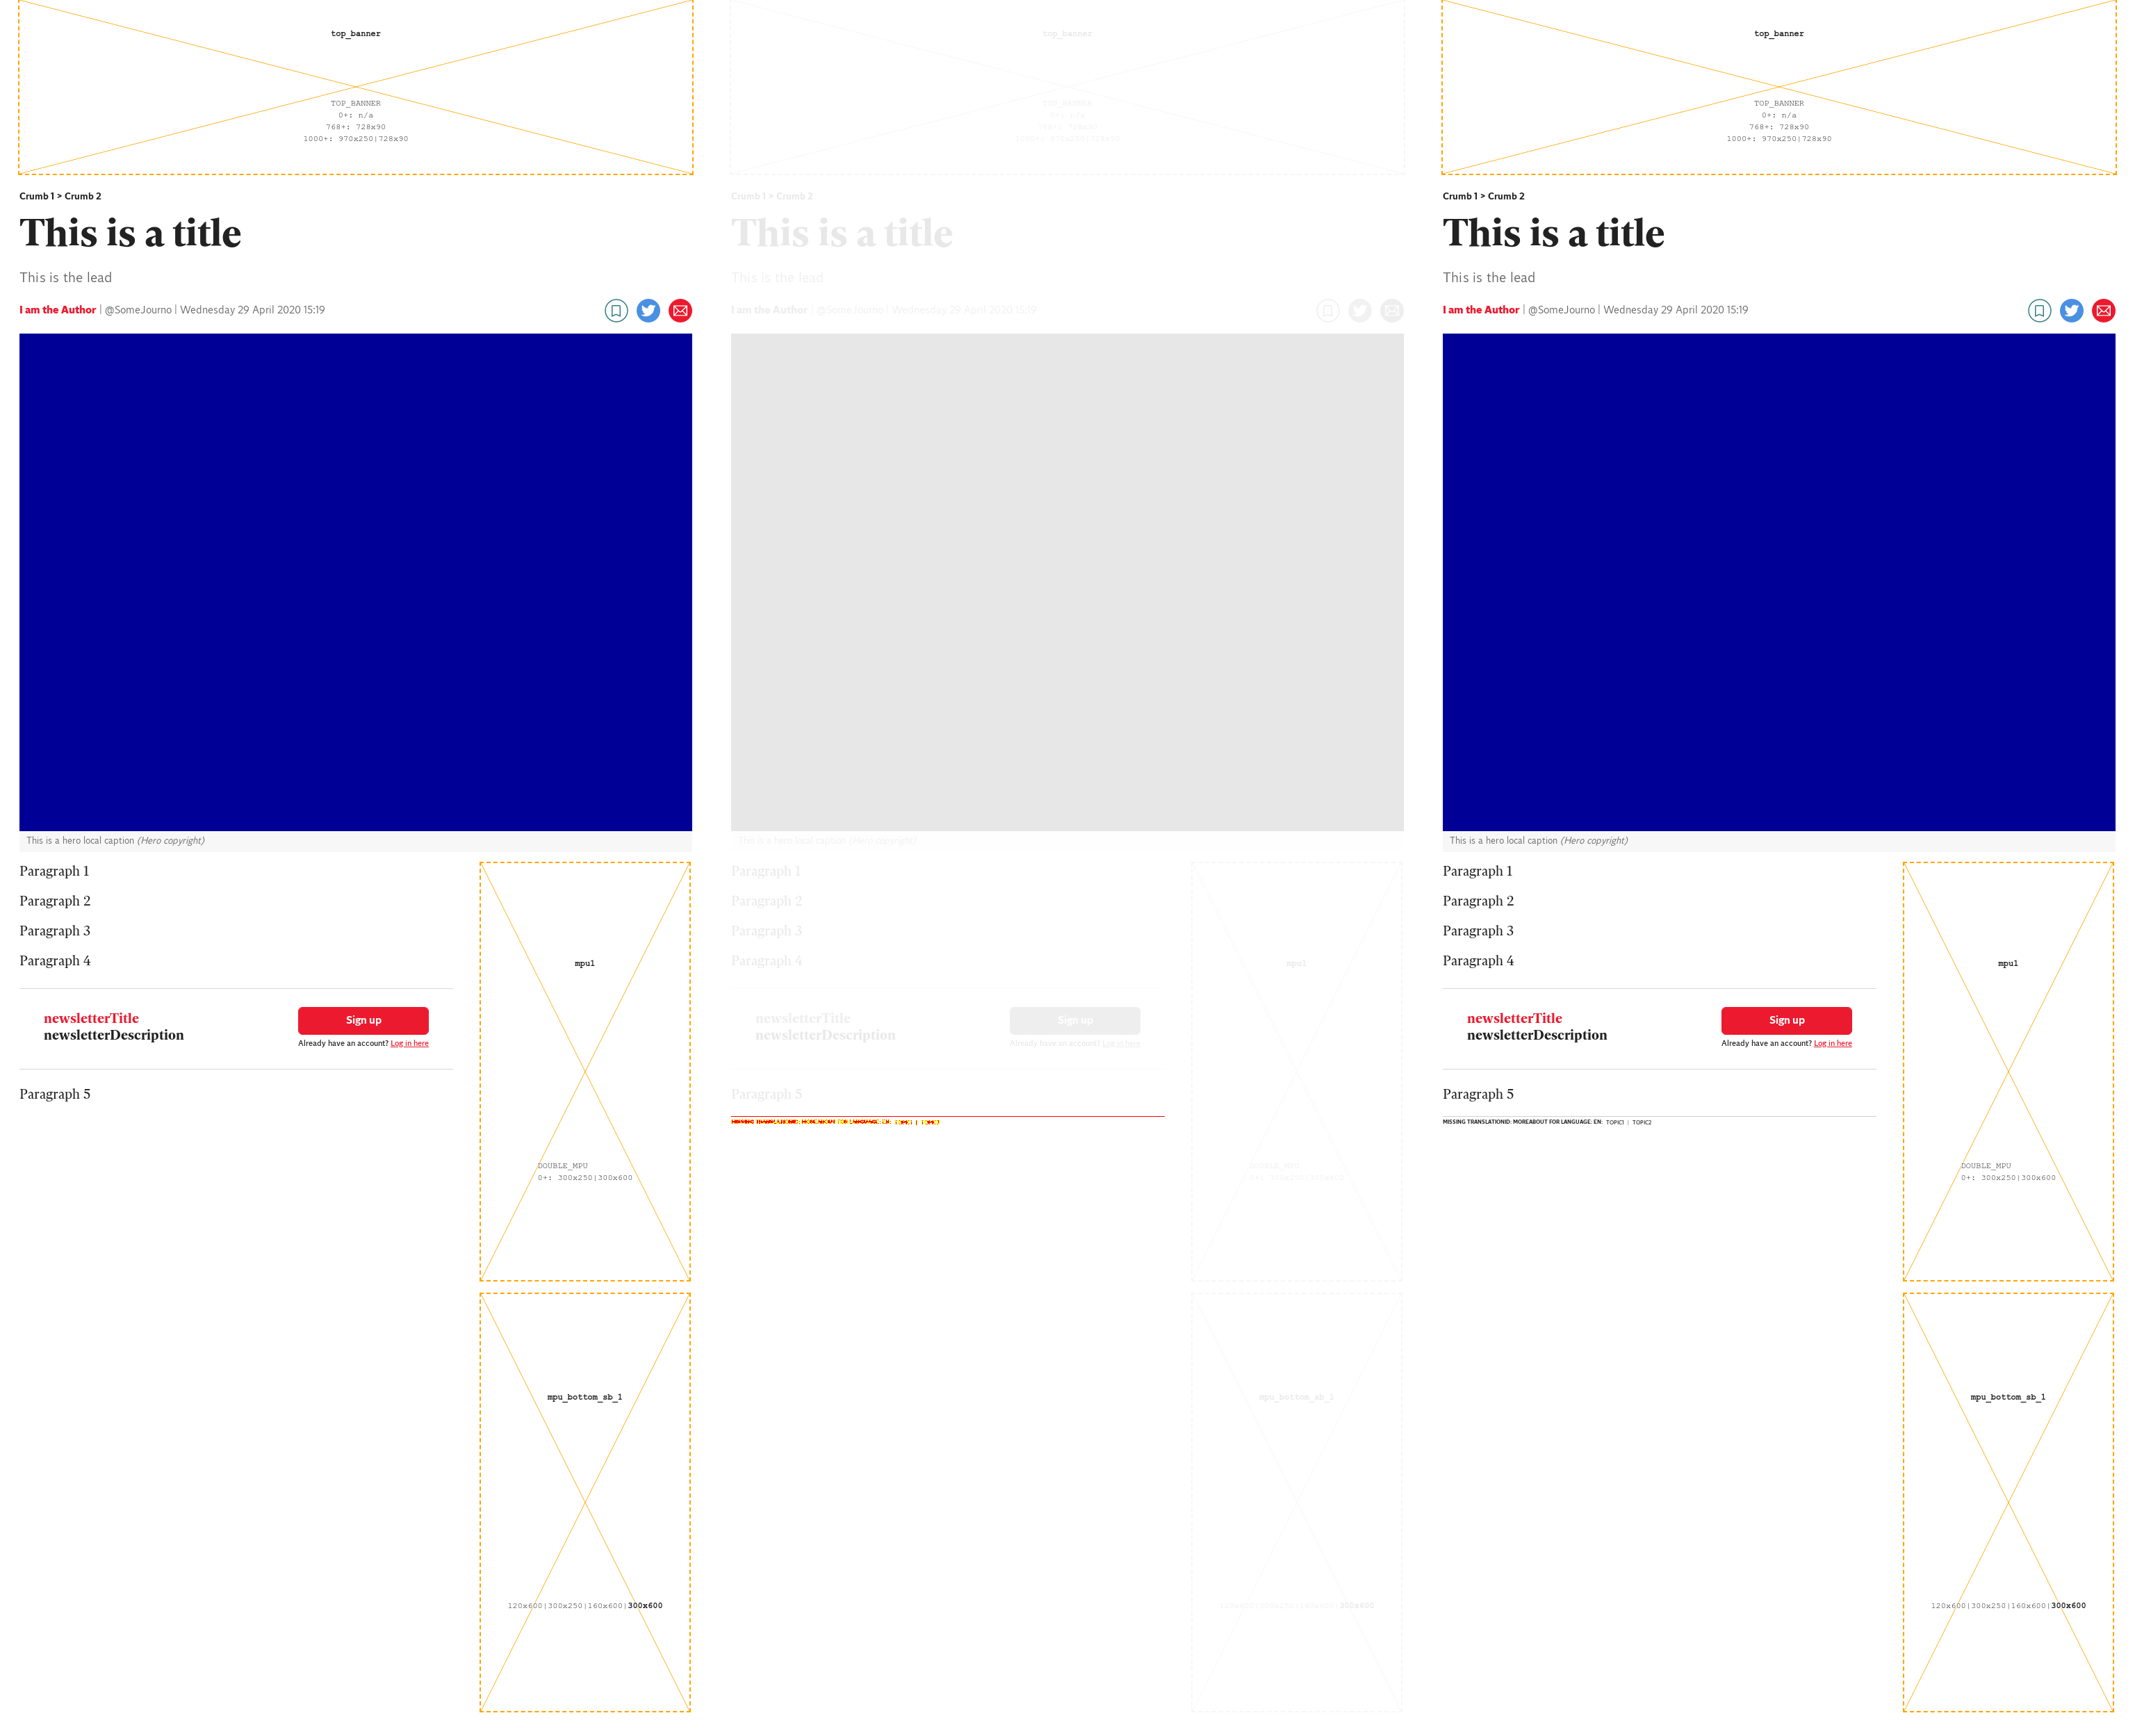 top_banner
TOP_BANNER
0+: n/a
768+: 728x90
1000+: 970x250|728x90
Crumb 1 > Crumb 2
This is a title
This is the lead
I am the Author | @SomeJourno | Wednesday 29 April 2020 15:19
This is a hero local caption (Hero copyright)
Paragraph 1
Paragraph 2
Paragraph 3
Paragraph 4
newsletterTitle
newsletterDescription
Sign up
Already have an account? Log in here
Paragraph 5
mpu1
DOUBLE_MPU
0+: 300x250|300x600
mpu_bottom_sb_1
120x600|300x250|160x600|300x600
top_banner
TOP_BANNER
0+: n/a
768+: 728x90
1000+: 970x250|728x90
Crumb 1 > Crumb 2
This is a title
This is the lead
I am the Author | @SomeJourno | Wednesday 29 April 2020 15:19
This is a hero local caption (Hero copyright)
Paragraph 1
Paragraph 2
Paragraph 3
Paragraph 4
newsletterTitle
newsletterDescription
Sign up
Already have an account? Log in here
Paragraph 5
MISSING TRANSLATIONID: MOREABOUT FOR LANGUAGE: EN: TOPIC1 | TOPIC2
mpu1
DOUBLE_MPU
0+: 300x250|300x600
mpu_bottom_sb_1
120x600|300x250|160x600|300x600
top_banner
TOP_BANNER
0+: n/a
768+: 728x90
1000+: 970x250|728x90
Crumb 1 > Crumb 2
This is a title
This is the lead
I am the Author | @SomeJourno | Wednesday 29 April 2020 15:19
This is a hero local caption (Hero copyright)
Paragraph 1
Paragraph 2
Paragraph 3
Paragraph 4
newsletterTitle
newsletterDescription
Sign up
Already have an account? Log in here
Paragraph 5
MISSING TRANSLATIONID: MOREABOUT FOR LANGUAGE: EN: TOPIC1 | TOPIC2
mpu1
DOUBLE_MPU
0+: 300x250|300x600
mpu_bottom_sb_1
120x600|300x250|160x600|300x600